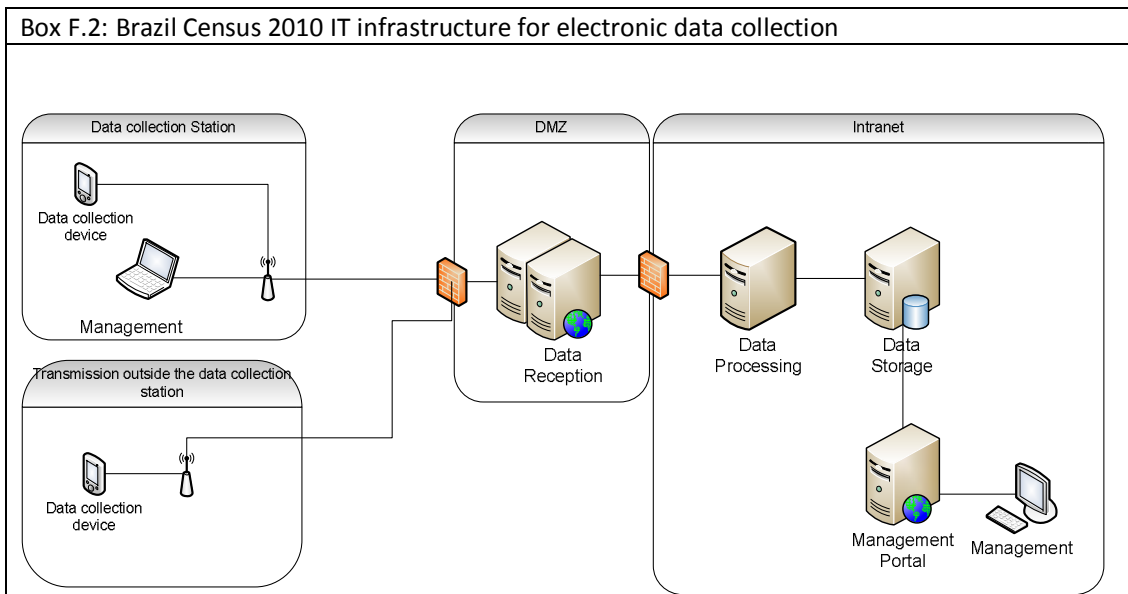 Box F.2: Brazil Census 2010 IT infrastructure for electronic data collection
Data collection Station
Data collection
device
Management
Transmission outside the data collection
station
Data collection
device
DMZ
Data
Reception
Intranet
Data
Processing
Data
Storage
Management
Portal
Management